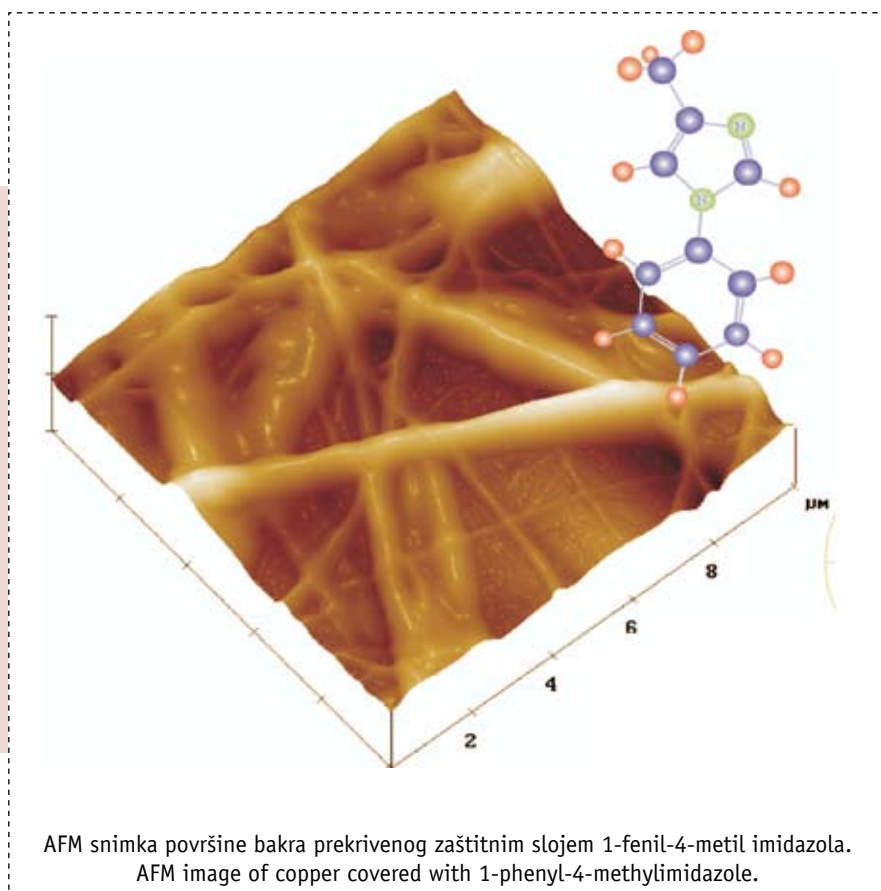 N
N
µм
8
6
4
2
AFM snimka površine bakra prekrivenog zaštitnim slojem 1-fenil-4-metil imidazola.
AFM image of copper covered with 1-phenyl-4-methylimidazole.